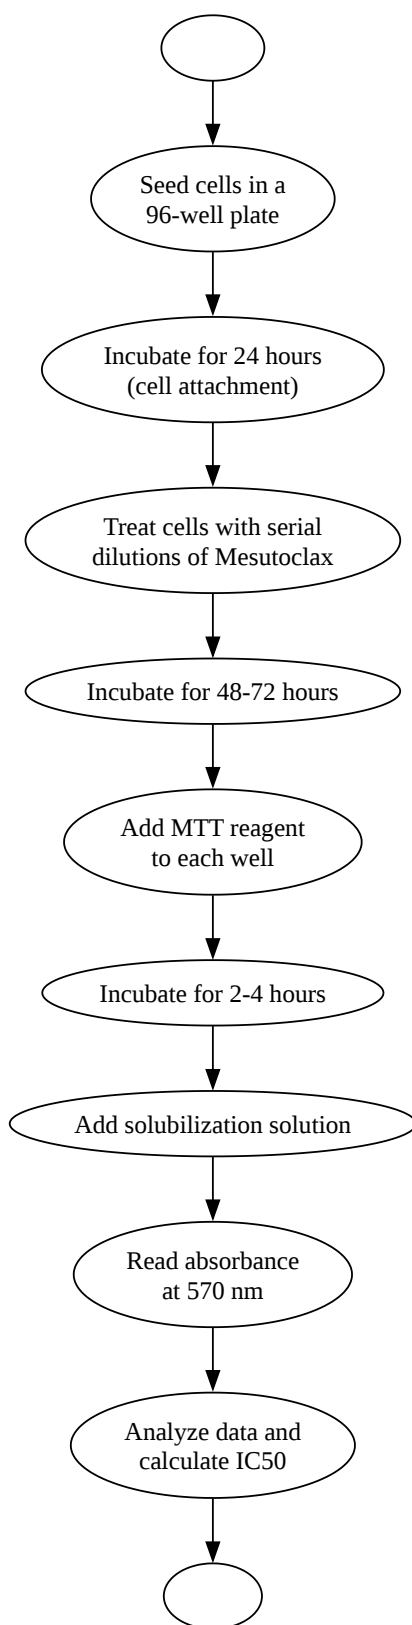 Seed cells in a
96-well plate
Incubate for 24 hours
(cell attachment)
Treat cells with serial
dilutions of Mesutoclax
Incubate for 48-72 hours
Add MTT reagent
to each well
Incubate for 2-4 hours
Add solubilization solution
Read absorbance
at 570 nm
Analyze data and
calculate IC50